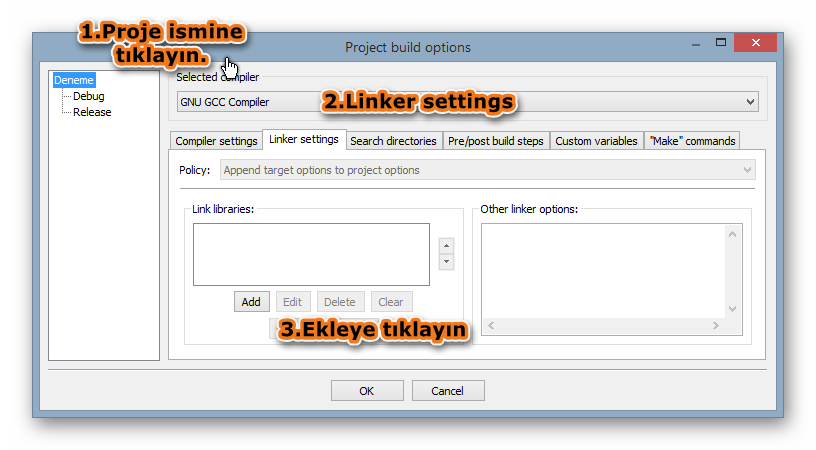 1.Proje ismine
tıklayın.
Project build options
Deneme
Debug
Release
Selected compiler
GNU GCC Compiler
2.Linker settings
Compiler settings
Linker settings
Search directories
Pre/post build steps
Custom variables
"Make" commands
Policy:
Append target options to project options
Link libraries:
Other linker options:
Add
Edit
Delete
Clear
3.Ekleye tıklayın
OK
Cancel